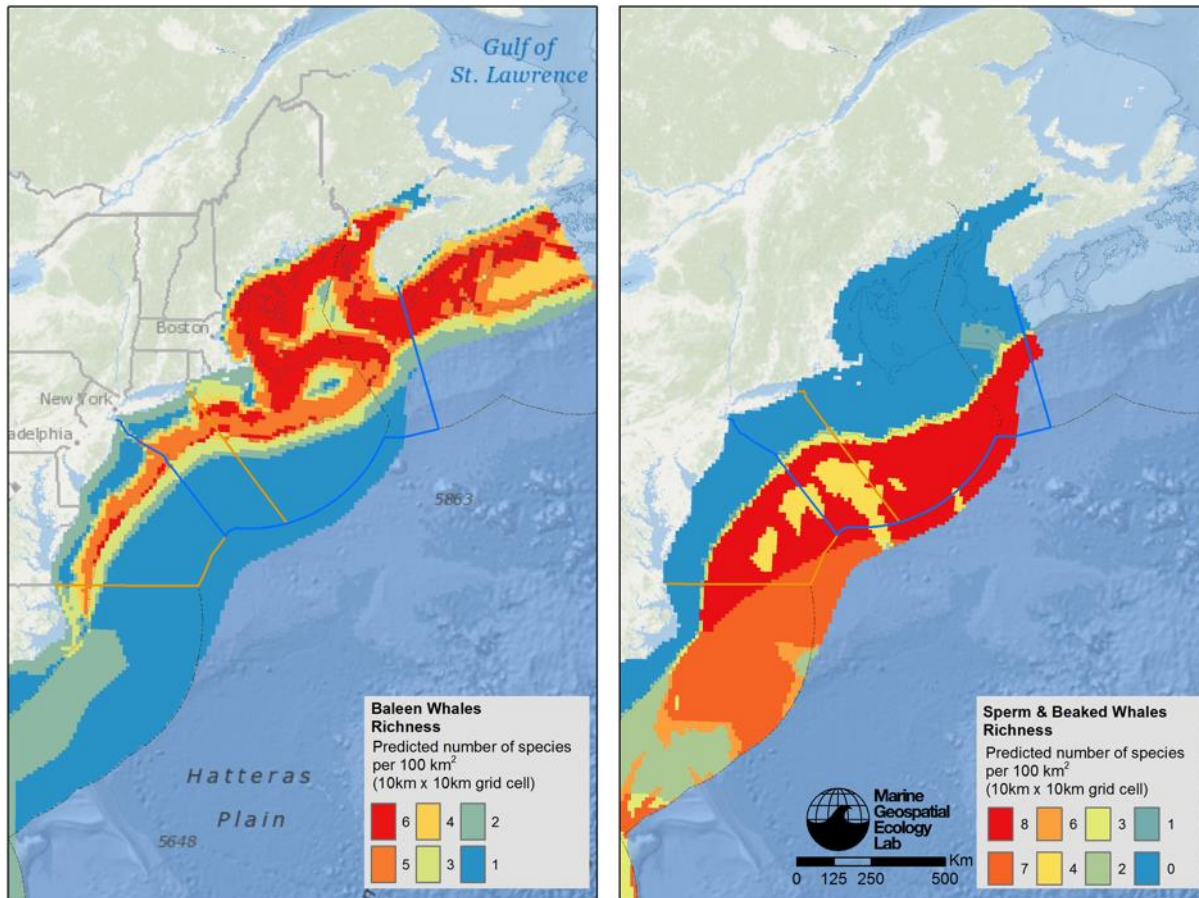 Gulf of
St. Lawrence
Boston
New York
adelphia
5863
Hatteras
Plain
5648
Baleen Whales
Richness
Predicted number of species
per 100 km²
(10km x 10km grid cell)
6 4 2
5 3 1
Sperm & Beaked Whales
Richness
Predicted number of species
per 100 km²
(10km x 10km grid cell)
8 6 3 1
7 4 2 0
Marine
Geospatial
Ecology
Lab
Km
0 125 250 500